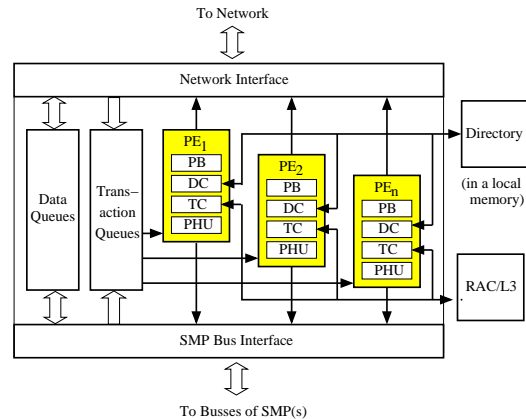 To Network
Network Interface
Data
Queues
Trans–
action
Queues
PE1
PB
DC
TC
PHU
PE2
PB
DC
TC
PHU
PEn
PB
DC
TC
PHU
Directory
(in a local
memory)
RAC/L3
SMP Bus Interface
To Busses of SMP(s)